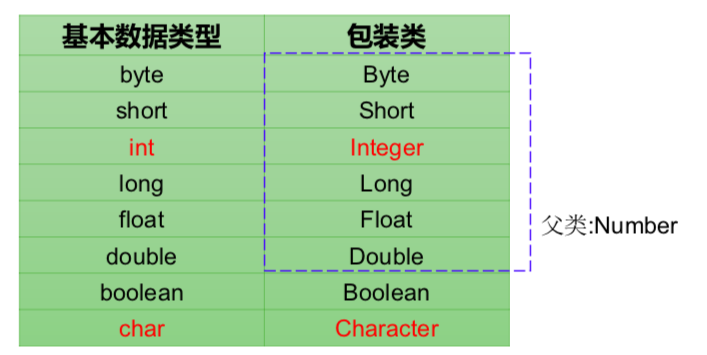 基本数据类型 包装类
byte Byte
short Short
int Integer
long Long
float Float
父类:Number
double Double
boolean Boolean
char Character